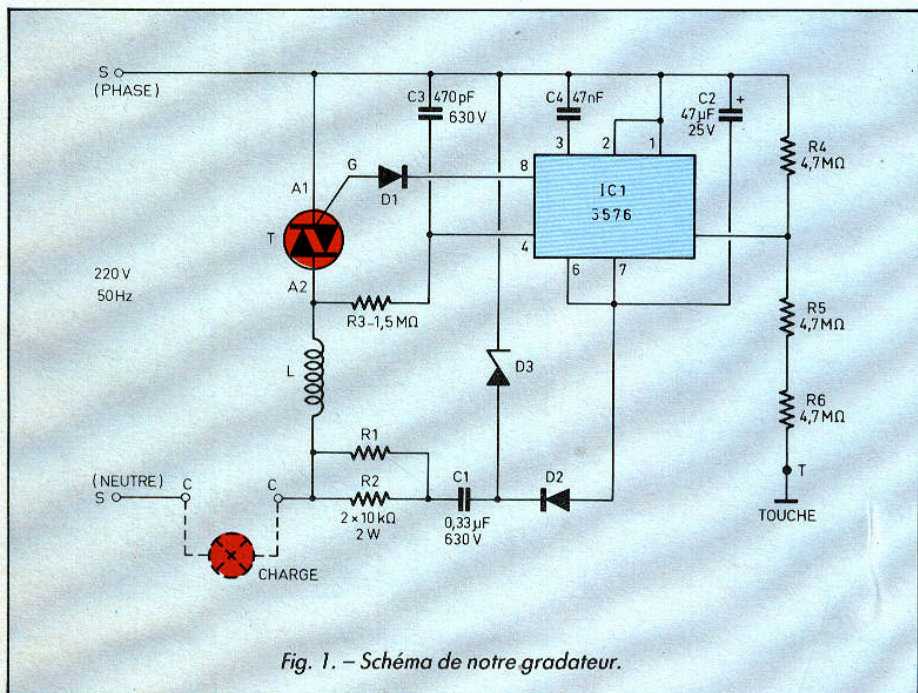 S
(PHASE)
C3
470pF
630V
C4
47nF
C2
+
47µF
25V
3
2
1
R4
4,7MΩ
G
A1
D1
8
IC1
5576
T
4
A2
6
7
220V
50Hz
R3-1,5MΩ
R5
4,7MΩ
L
D3
R6
4,7MΩ
R1
(NEUTRE)
S
C
C
R2
C1
D2
T
2×10kΩ
2W
0,33µF
630V
TOUCHE
CHARGE
Fig. 1. – Schéma de notre gradateur.